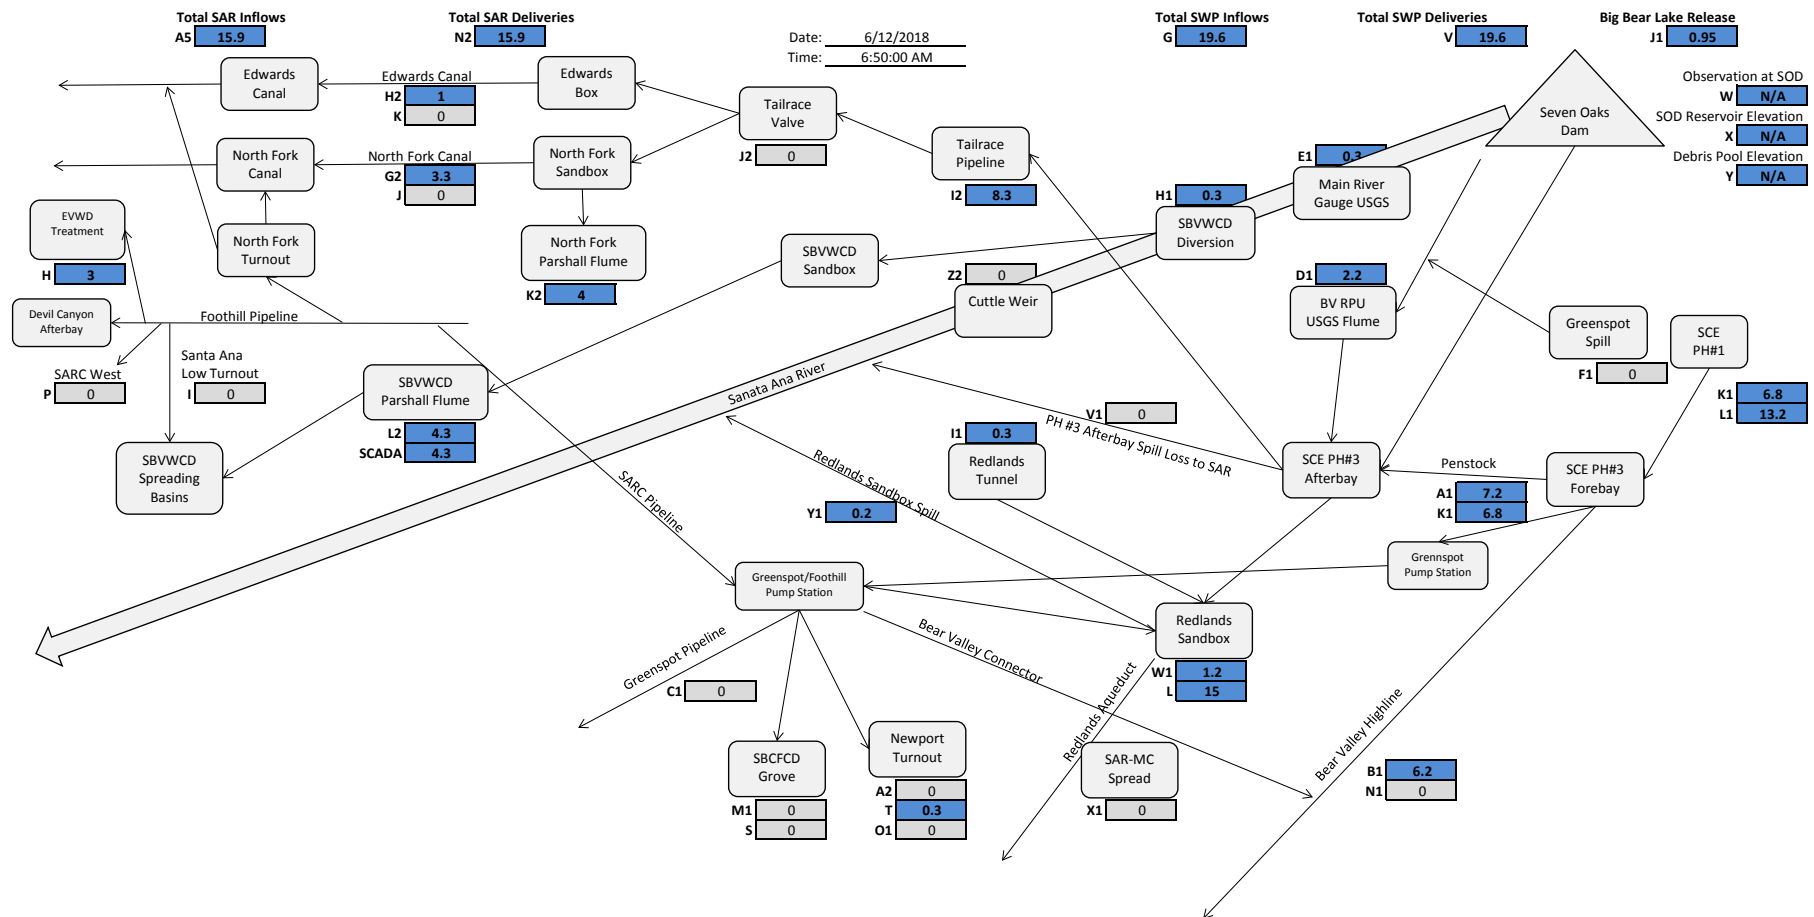 Total SAR Inflows
A5 15.9
Total SAR Deliveries
N2 15.9
Date: 6/12/2018
Time: 6:50:00 AM
Total SWP Inflows
G 19.6
Total SWP Deliveries
V 19.6
Big Bear Lake Release
J1 0.95
Observation at SOD
W N/A
SOD Reservoir Elevation
X N/A
Debris Pool Elevation
Y N/A
Edwards
Canal
Edwards Canal
H2 1
K 0
Edwards
Box
Tailrace
Valve
J2 0
Tailrace
Pipeline
I2 8.3
Seven Oaks
Dam
E1 0.3
Main River
Gauge USGS
H1 0.3
SBVWCD
Diversion
North Fork
Canal
North Fork Canal
G2 3.3
J 0
North Fork
Sandbox
EVWD
Treatment
H 3
North Fork
Turnout
North Fork
Parshall Flume
K2 4
SBVWCD
Sandbox
Z2 0
Cuttle Weir
D1 2.2
BV RPU
USGS Flume
Greenspot
Spill
F1 0
SCE
PH#1
K1 6.8
L1 13.2
Devil Canyon
Afterbay
Foothill Pipeline
SARC West
P 0
Santa Ana
Low Turnout
I 0
SBVWCD
Parshall Flume
L2 4.3
SCADA 4.3
Sanata Ana River
V1 0
PH #3 Afterbay Spill Loss to SAR
I1 0.3
Redlands
Tunnel
SCE PH#3
Afterbay
Penstock
A1 7.2
K1 6.8
SCE PH#3
Forebay
SBVWCD
Spreading
Basins
SARC Pipeline
Redlands Sandbox Spill
Y1 0.2
Grennspot
Pump Station
Greenspot/Foothill
Pump Station
Redlands
Sandbox
W1 1.2
L 15
Greenspot Pipeline
C1 0
Bear Valley Connector
Redlands Aqueduct
Bear Valley Highline
SBCFCD
Grove
M1 0
S 0
Newport
Turnout
A2 0
T 0.3
O1 0
SAR-MC
Spread
X1 0
B1 6.2
N1 0